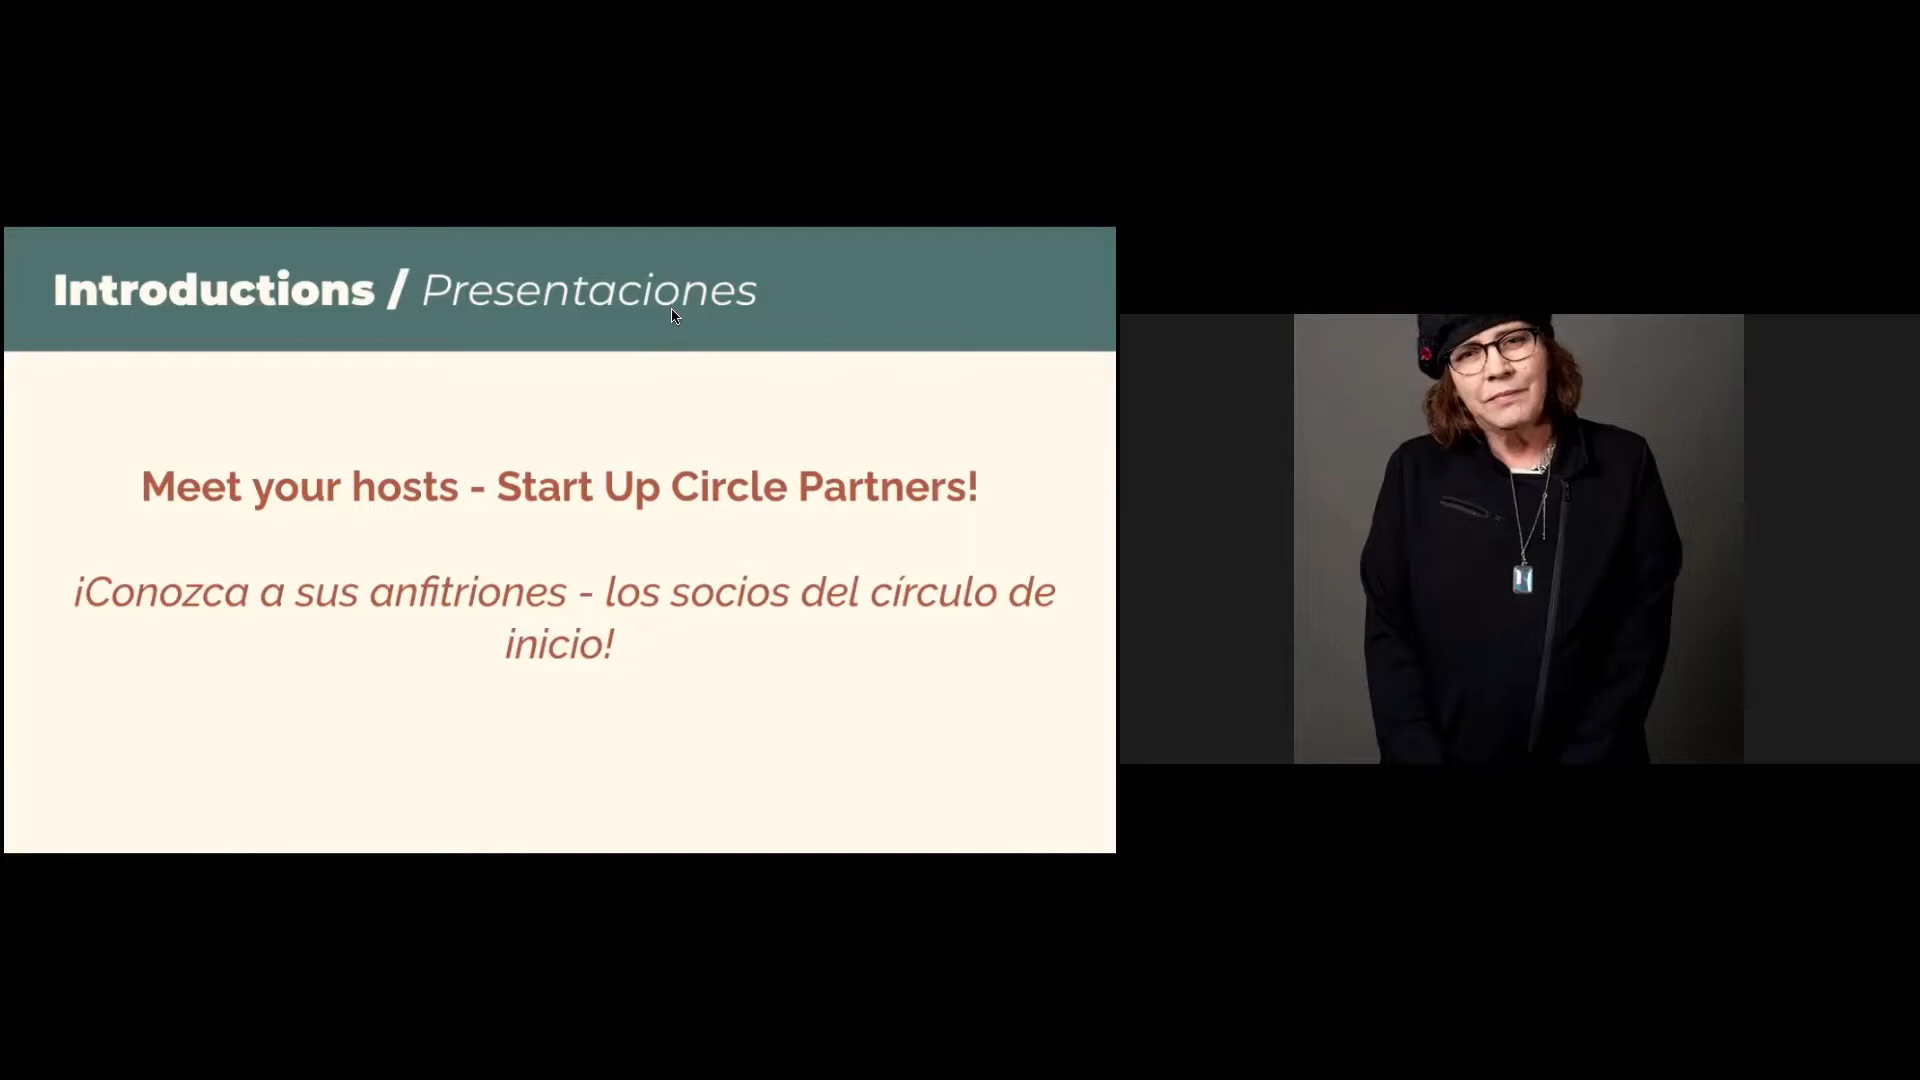 Introductions / Presentaciones
Meet your hosts - Start Up Circle Partners!
¡Conozca a sus anfitriones - los socios del círculo de
inicio!